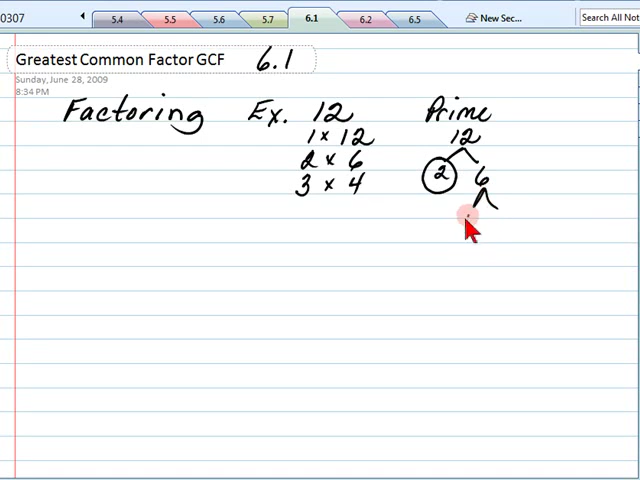 0307 5.4 5.5 5.6 5.7 6.1 6.2 6.5 New Sec... Search All Not
Greatest Common Factor GCF 6.1
Sunday, June 28, 2009
8:34 PM
Factoring Ex. 12 Prime
1 x 12 12
2 x 6 2 6
3 x 4